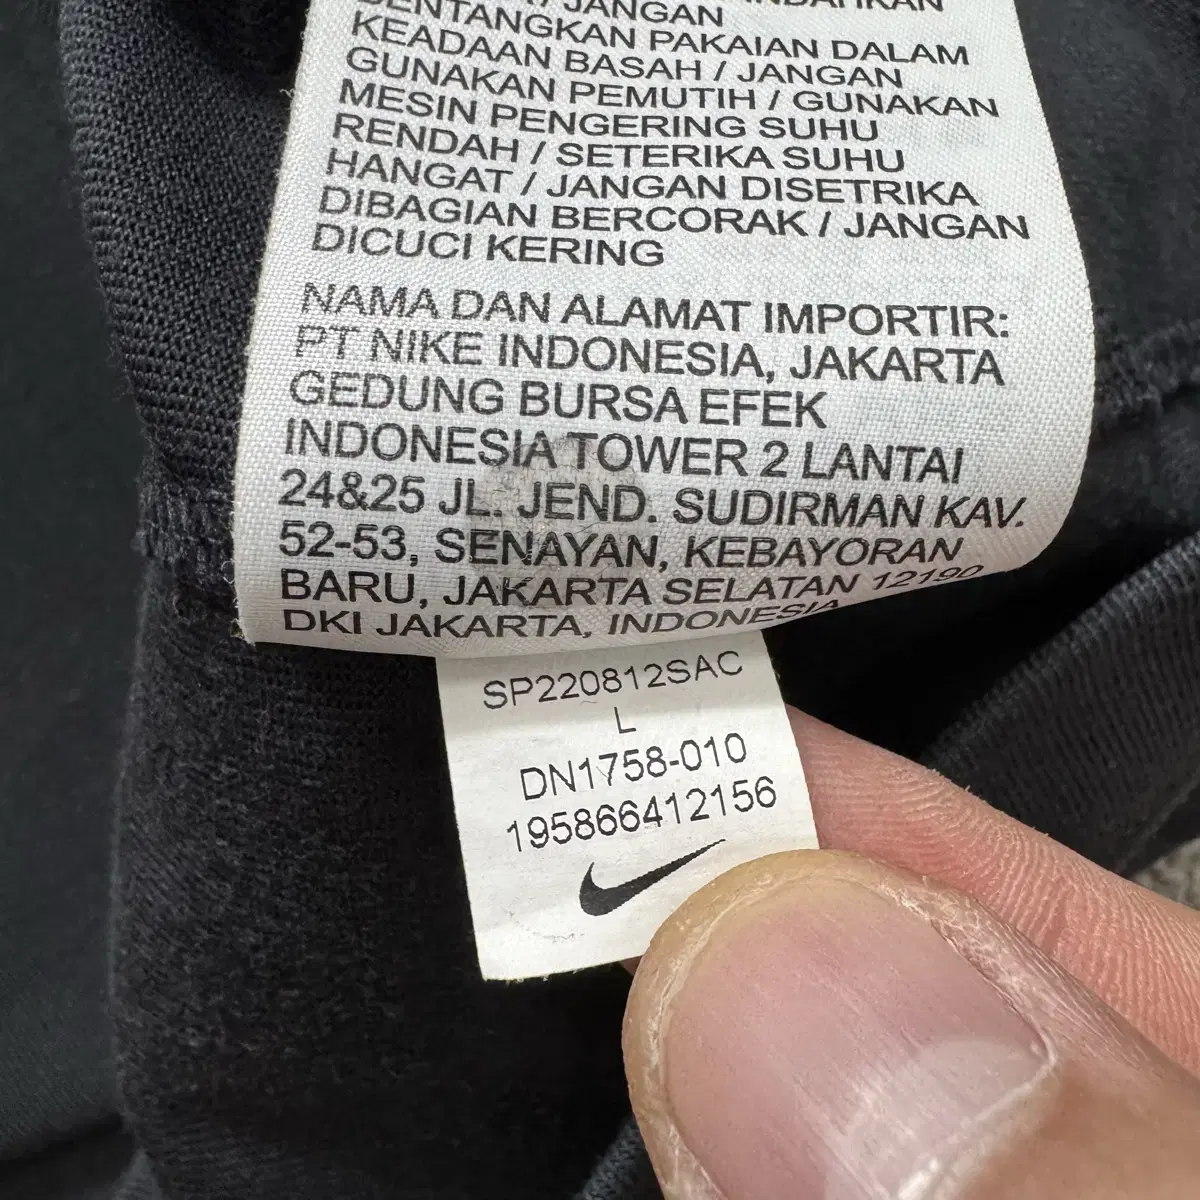 JANGAN
BENTANGKAN PAKAIAN DALAM
KEADAAN BASAH / JANGAN
GUNAKAN PEMUTIH / GUNAKAN
MESIN PENGERING SUHU
RENDAH / SETERIKA SUHU
HANGAT / JANGAN DISETRIKA
DIBAGIAN BERCORAK / JANGAN
DICUCI KERING
NAMA DAN ALAMAT IMPORTIR:
PT NIKE INDONESIA, JAKARTA
GEDUNG BURSA EFEK
INDONESIA TOWER 2 LANTAI
24&25 JL. JEND. SUDIRMAN KAV.
52-53, SENAYAN, KEBAYORAN
BARU, JAKARTA SELATAN 12190
DKI JAKARTA, INDONESIA
SP220812SAC
L
DN1758-010
195866412156